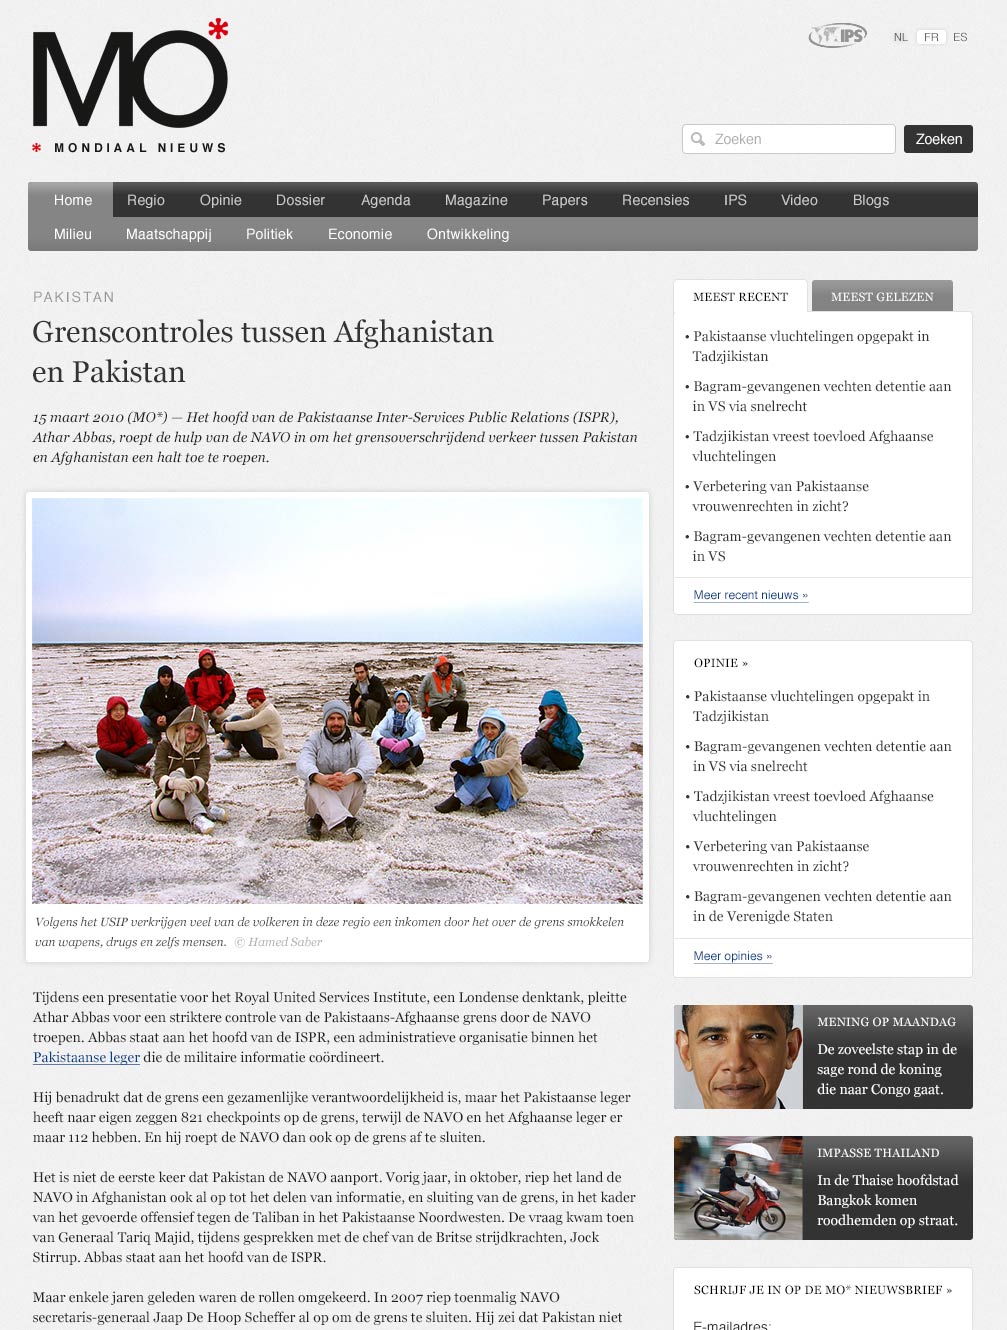 MO*
* MONDIAAL NIEUWS
IPS
NL FR ES
Zoeken Zoeken
Home Regio Opinie Dossier Agenda Magazine Papers Recensies IPS Video Blogs
Milieu Maatschappij Politiek Economie Ontwikkeling
PAKISTAN
Grenscontroles tussen Afghanistan
en Pakistan
15 maart 2010 (MO*) — Het hoofd van de Pakistaanse Inter-Services Public Relations (ISPR),
Athar Abbas, roept de hulp van de NAVO in om het grensoverschrijdend verkeer tussen Pakistan
en Afghanistan een halt toe te roepen.
Volgens het USIP verkrijgen veel van de volkeren in deze regio een inkomen door het over de grens smokkelen
van wapens, drugs en zelfs mensen. © Hamed Saber
Tijdens een presentatie voor het Royal United Services Institute, een Londense denktank, pleitte
Athar Abbas voor een striktere controle van de Pakistaans-Afghaanse grens door de NAVO
troepen. Abbas staat aan het hoofd van de ISPR, een administratieve organisatie binnen het
Pakistaanse leger die de militaire informatie coördineert.
Hij benadrukt dat de grens een gezamenlijke verantwoordelijkheid is, maar het Pakistaanse leger
heeft naar eigen zeggen 821 checkpoints op de grens, terwijl de NAVO en het Afghaanse leger er
maar 112 hebben. En hij roept de NAVO dan ook op de grens af te sluiten.
Het is niet de eerste keer dat Pakistan de NAVO aanport. Vorig jaar, in oktober, riep het land de
NAVO in Afghanistan ook al op tot het delen van informatie, en sluiting van de grens, in het kader
van het gevoerde offensief tegen de Taliban in het Pakistaanse Noordwesten. De vraag kwam toen
van Generaal Tariq Majid, tijdens gesprekken met de chef van de Britse strijdkrachten, Jock
Stirrup. Abbas staat aan het hoofd van de ISPR.
Maar enkele jaren geleden waren de rollen omgekeerd. In 2007 riep toenmalig NAVO
secretaris-generaal Jaap De Hoop Scheffer al op om de grens te sluiten. Hij zei dat Pakistan niet
MEEST RECENT MEEST GELEZEN
• Pakistaanse vluchtelingen opgepakt in
Tadzjikistan
• Bagram-gevangenen vechten detentie aan
in VS via snelrecht
• Tadzjikistan vreest toevloed Afghaanse
vluchtelingen
• Verbetering van Pakistaanse
vrouwenrechten in zicht?
• Bagram-gevangenen vechten detentie aan
in VS
Meer recent nieuws »
OPINIE »
• Pakistaanse vluchtelingen opgepakt in
Tadzjikistan
• Bagram-gevangenen vechten detentie aan
in VS via snelrecht
• Tadzjikistan vreest toevloed Afghaanse
vluchtelingen
• Verbetering van Pakistaanse
vrouwenrechten in zicht?
• Bagram-gevangenen vechten detentie aan
in de Verenigde Staten
Meer opinies »
MENING OP MAANDAG
De zoveelste stap in de
sage rond de koning
die naar Congo gaat.
IMPASSE THAILAND
In de Thaise hoofdstad
Bangkok komen
roodhemden op straat.
SCHRIJF JE IN OP DE MO* NIEUWSBRIEF »
E-mailadres: